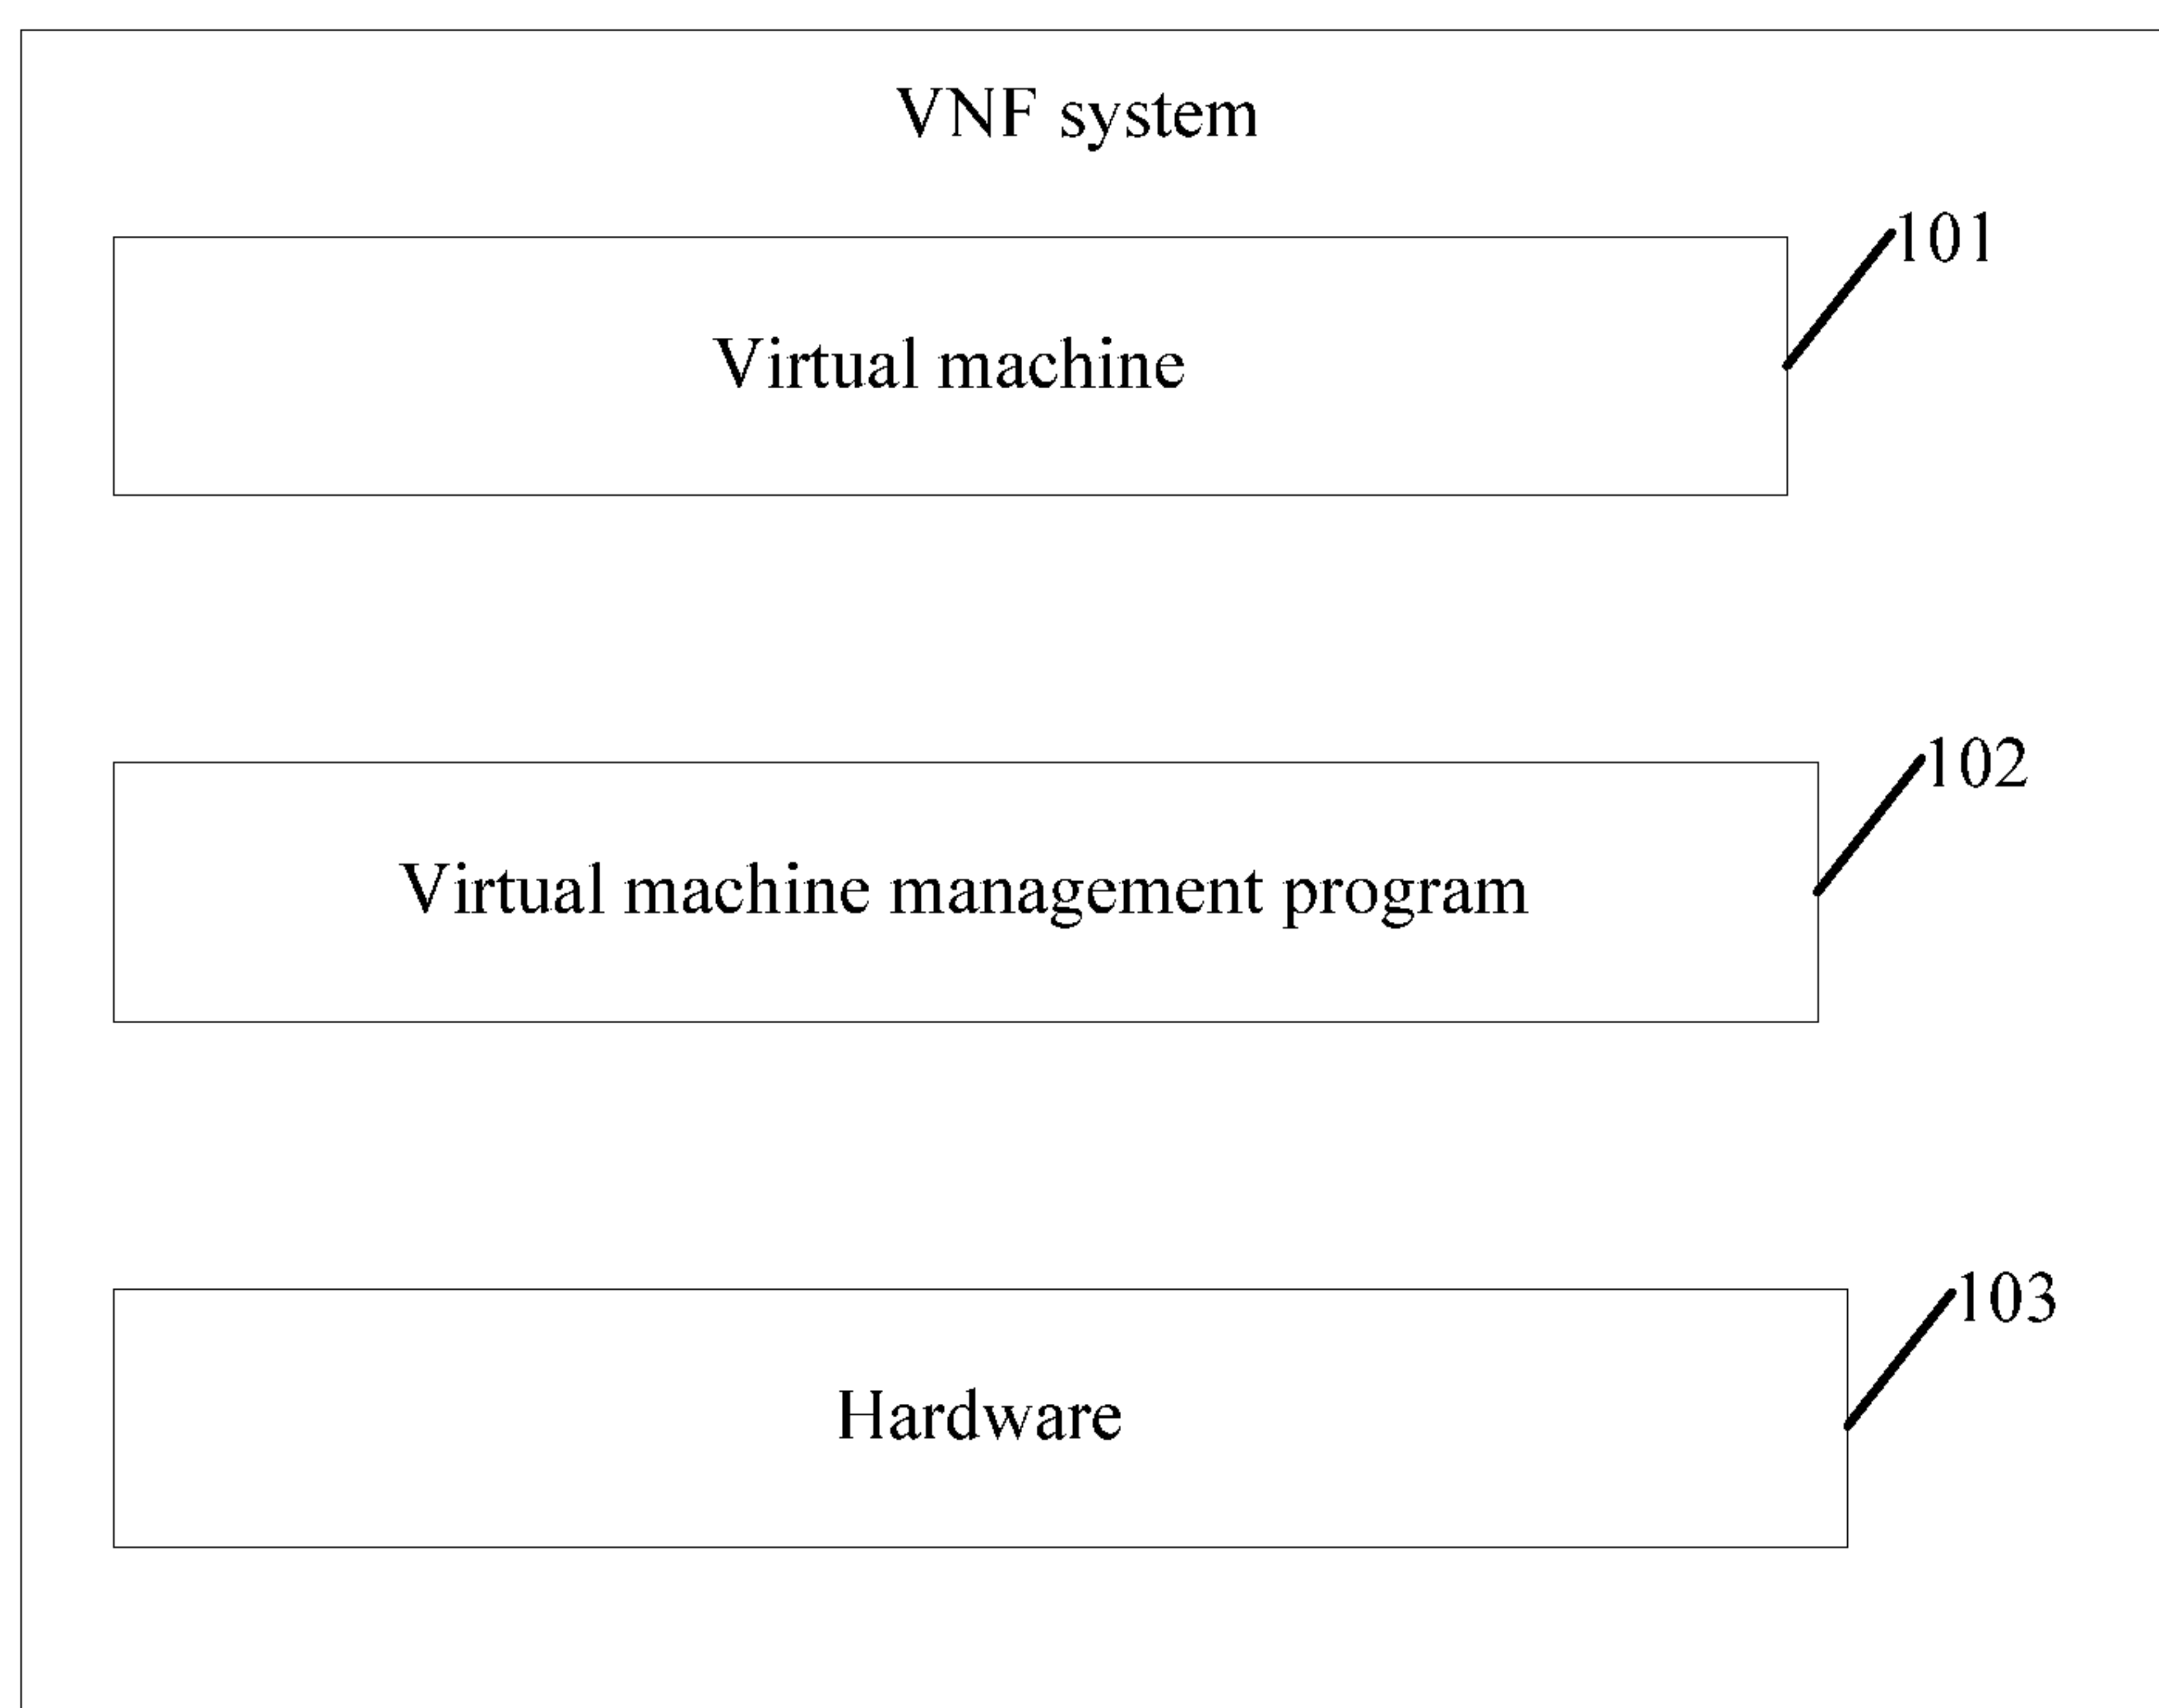 VNF system
101
Virtual machine
102
Virtual machine management program
103
Hardware